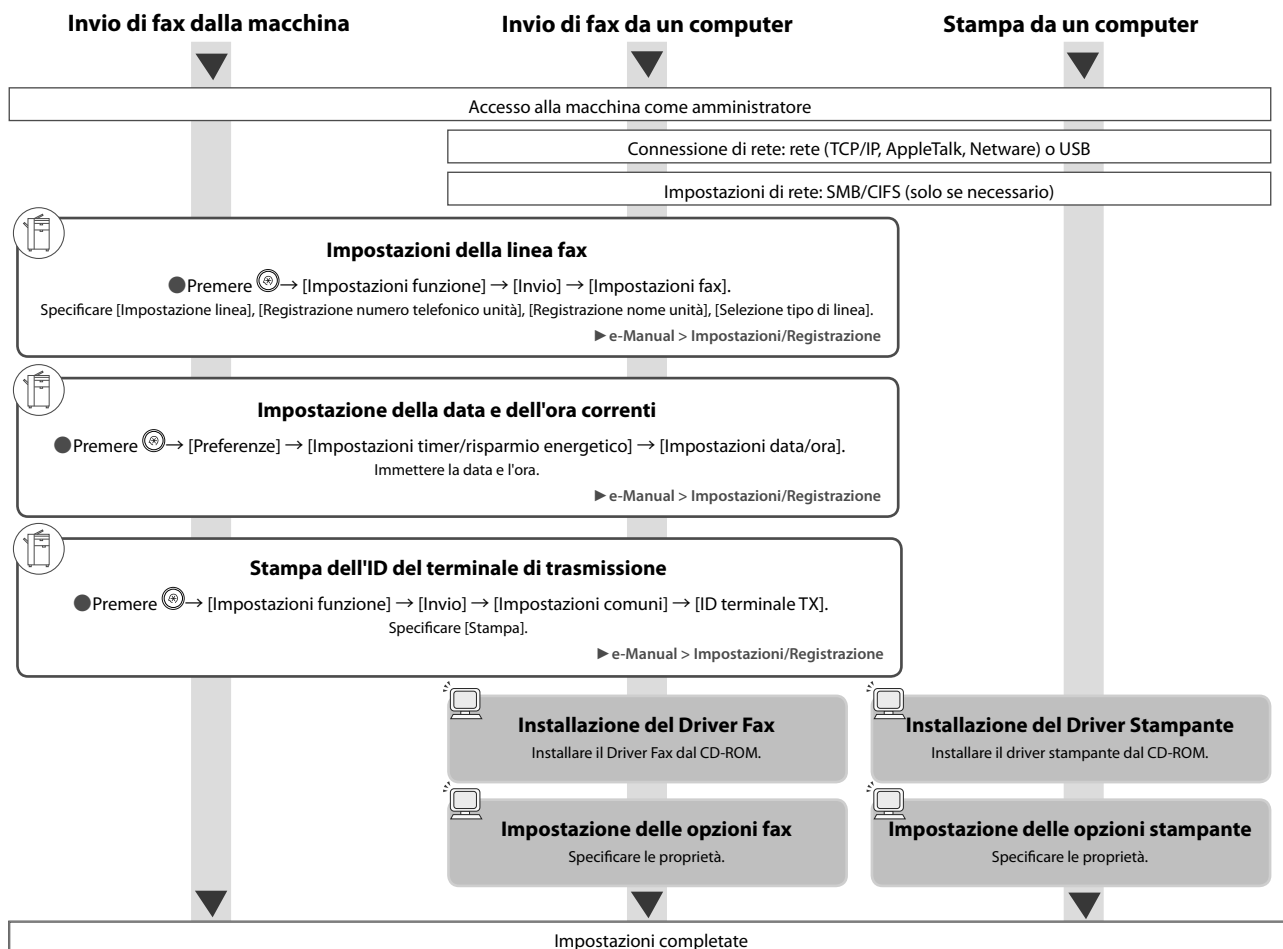 Invio di fax dalla macchina
Invio di fax da un computer
Stampa da un computer
Accesso alla macchina come amministratore
Connessione di rete: rete (TCP/IP, AppleTalk, Netware) o USB
Impostazioni di rete: SMB/CIFS (solo se necessario)
Impostazioni della linea fax
●Premere → [Impostazioni funzione] → [Invio] → [Impostazioni fax].
Specificare [Impostazione linea], [Registrazione numero telefonico unità], [Registrazione nome unità], [Selezione tipo di linea].
►e-Manual > Impostazioni/Registrazione
Impostazione della data e dell'ora correnti
●Premere → [Preferenze] → [Impostazioni timer/risparmio energetico] → [Impostazioni data/ora].
Immettere la data e l'ora.
►e-Manual > Impostazioni/Registrazione
Stampa dell'ID del terminale di trasmissione
●Premere → [Impostazioni funzione] → [Invio] → [Impostazioni comuni] → [ID terminale TX].
Specificare [Stampa].
►e-Manual > Impostazioni/Registrazione
Installazione del Driver Fax
Installare il Driver Fax dal CD-ROM.
Installazione del Driver Stampante
Installare il driver stampante dal CD-ROM.
Impostazione delle opzioni fax
Specificare le proprietà.
Impostazione delle opzioni stampante
Specificare le proprietà.
Impostazioni completate